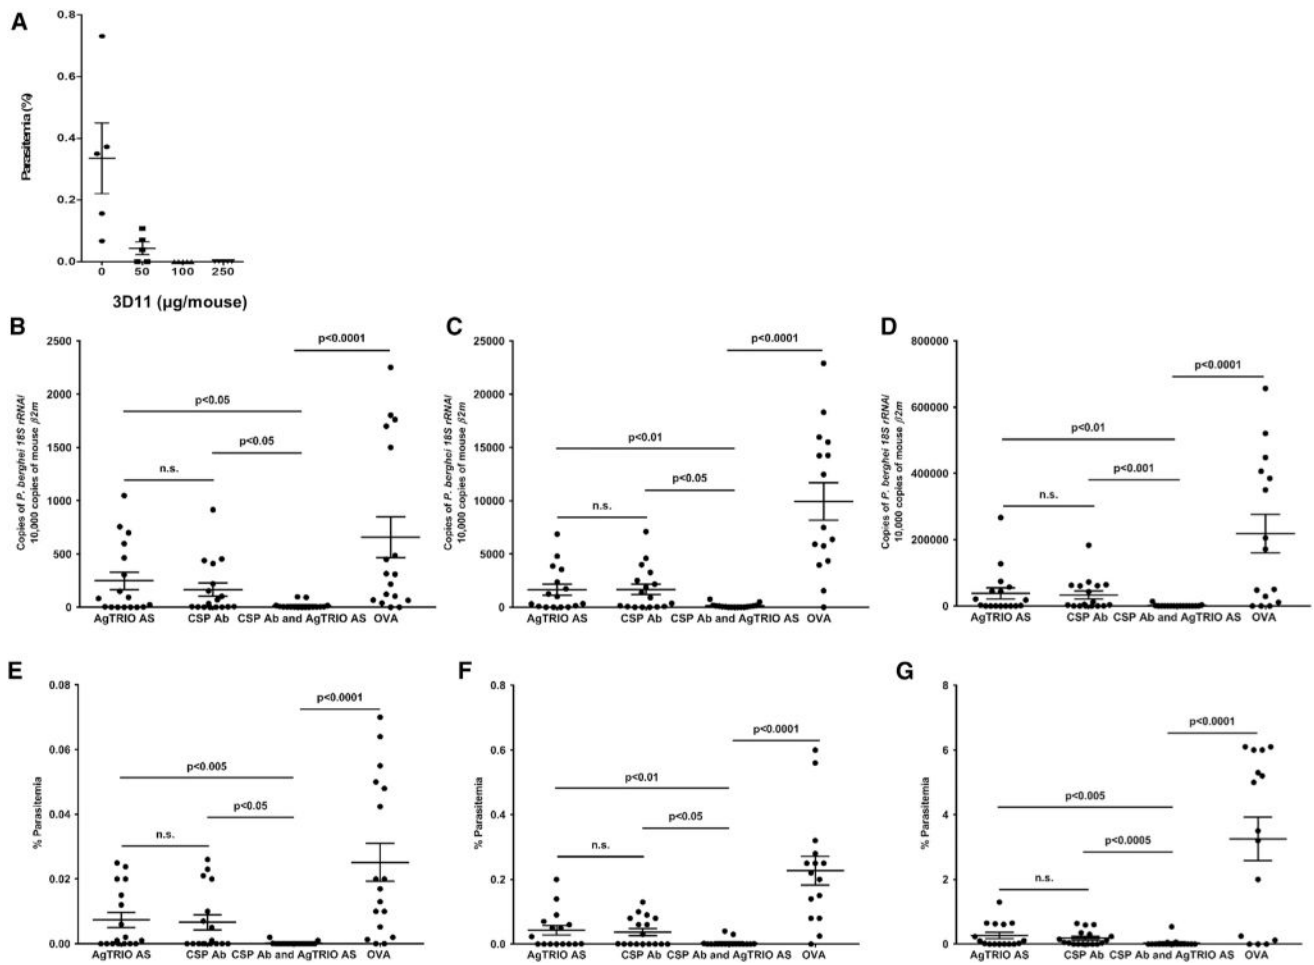 A
Parasitemia (%)
0.8
0.6
0.4
0.2
0.0
0 50 100 250
3D11 (µg/mouse)
B
Copies of P. berghei 18S rRNA/
10,000 copies of mouse β2m
2500
2000
1500
1000
500
0
p<0.0001
p<0.05
p<0.05
n.s.
AgTRIO AS CSP Ab CSP Ab and AgTRIO AS OVA
C
Copies of P. berghei 18S rRNA/
10,000 copies of mouse β2m
25000
20000
15000
10000
5000
0
p<0.0001
p<0.01
p<0.05
n.s.
AgTRIO AS CSP Ab CSP Ab and AgTRIO AS OVA
D
Copies of P. berghei 18S rRNA/
10,000 copies of mouse β2m
800000
600000
400000
200000
0
p<0.0001
p<0.01
p<0.001
n.s.
AgTRIO AS CSP Ab CSP Ab and AgTRIO AS OVA
E
% Parasitemia
0.08
0.06
0.04
0.02
0.00
p<0.0001
p<0.005
p<0.05
n.s.
AgTRIO AS CSP Ab CSP Ab and AgTRIO AS OVA
F
% Parasitemia
0.8
0.6
0.4
0.2
0.0
p<0.0001
p<0.01
p<0.05
n.s.
AgTRIO AS CSP Ab CSP Ab and AgTRIO AS OVA
G
% Parasitemia
8
6
4
2
0
p<0.0001
p<0.005
p<0.0005
n.s.
AgTRIO AS CSP Ab CSP Ab and AgTRIO AS OVA